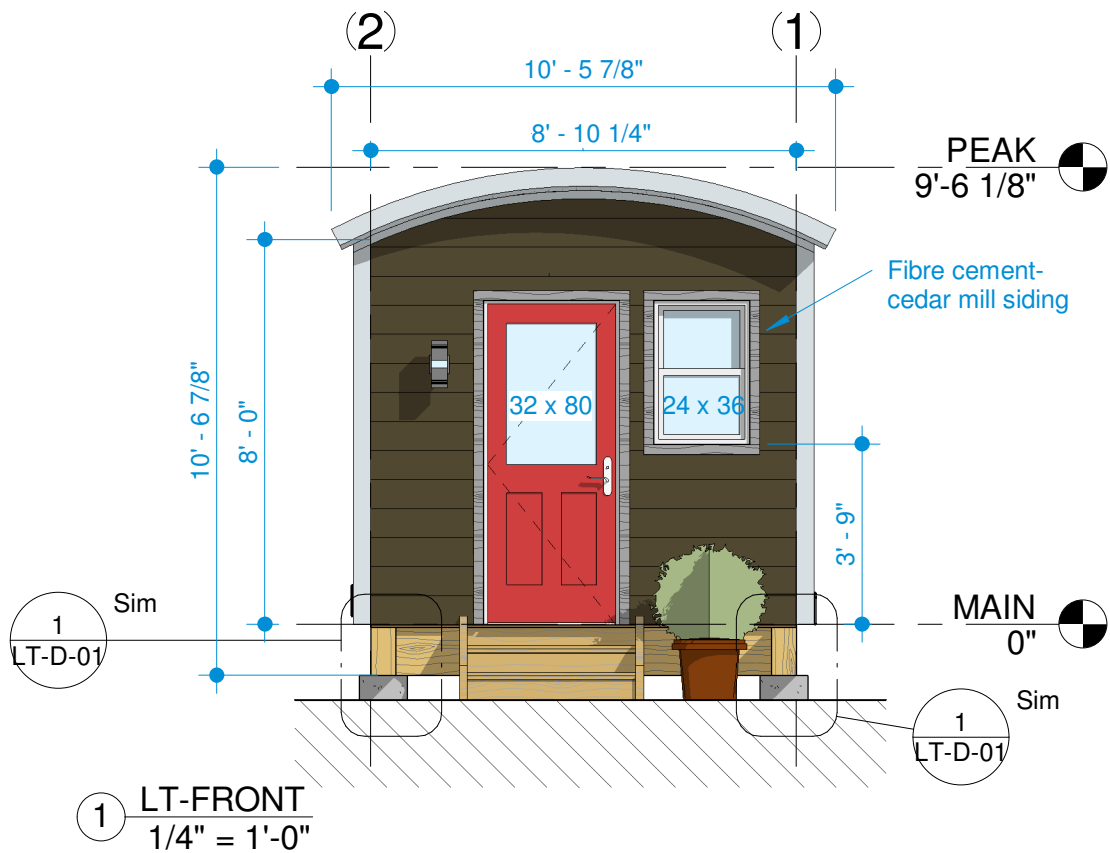 (2)
(1)
10' - 5 7/8"
8' - 10 1/4"
PEAK
9'-6 1/8"
Fibre cement-
cedar mill siding
10' - 6 7/8"
8' - 0"
32 x 80
24 x 36
3' - 9"
1
LT-D-01
Sim
MAIN
0"
1
LT-D-01
Sim
1
LT-FRONT
1/4" = 1'-0"